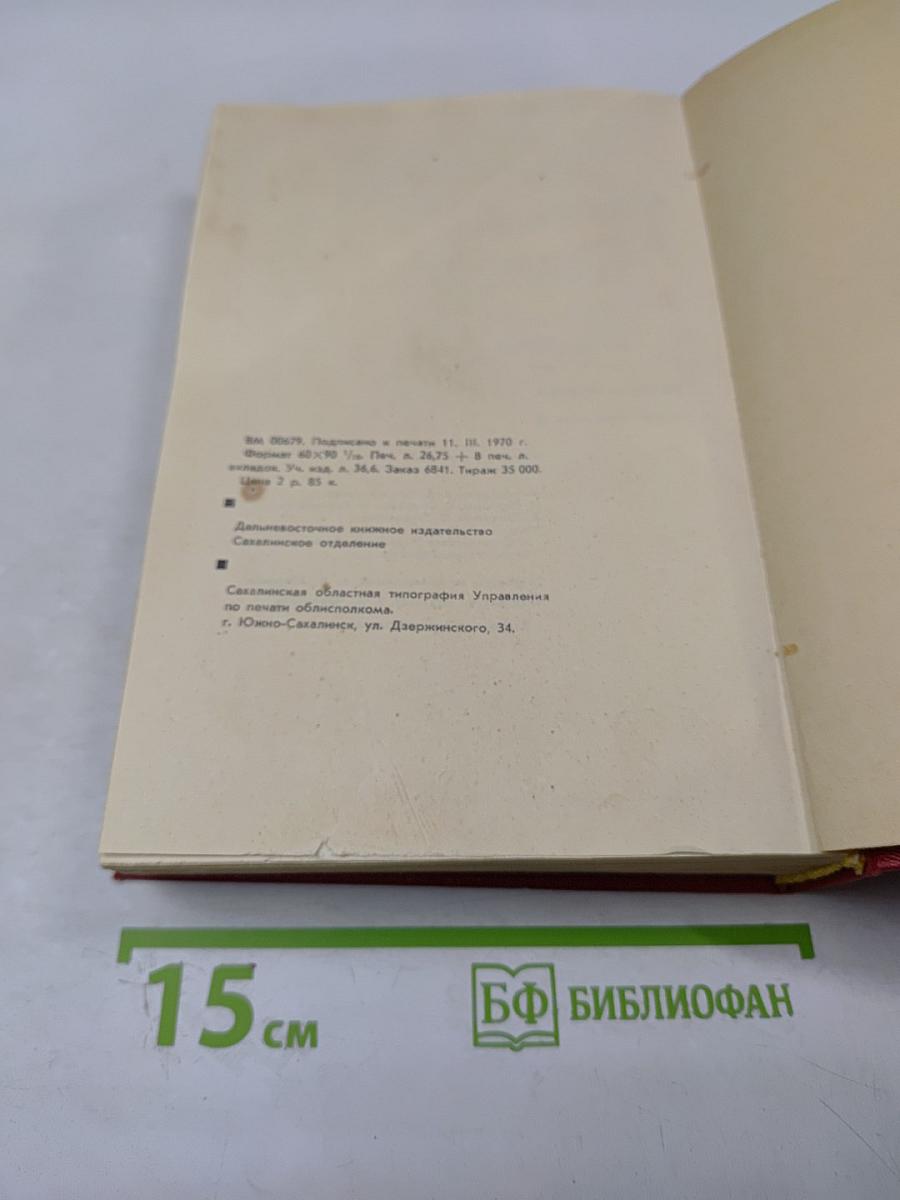 ВМ 00679. Подписано к печати 11. III. 1970 г.
Формат 60×90 1/16. Печ. л. 26,75 + 8 печ. л.
вкладок. Уч. изд. л. 36,6. Заказ 6841. Тираж 35 000.
Цена 2 р. 85 к.
Дальневосточное книжное издательство
Сахалинское отделение
Сахалинская областная типография Управления
по печати облисполкома.
г. Южно-Сахалинск, ул. Дзержинского, 34.
15 см
БФ БИБЛИОФАН